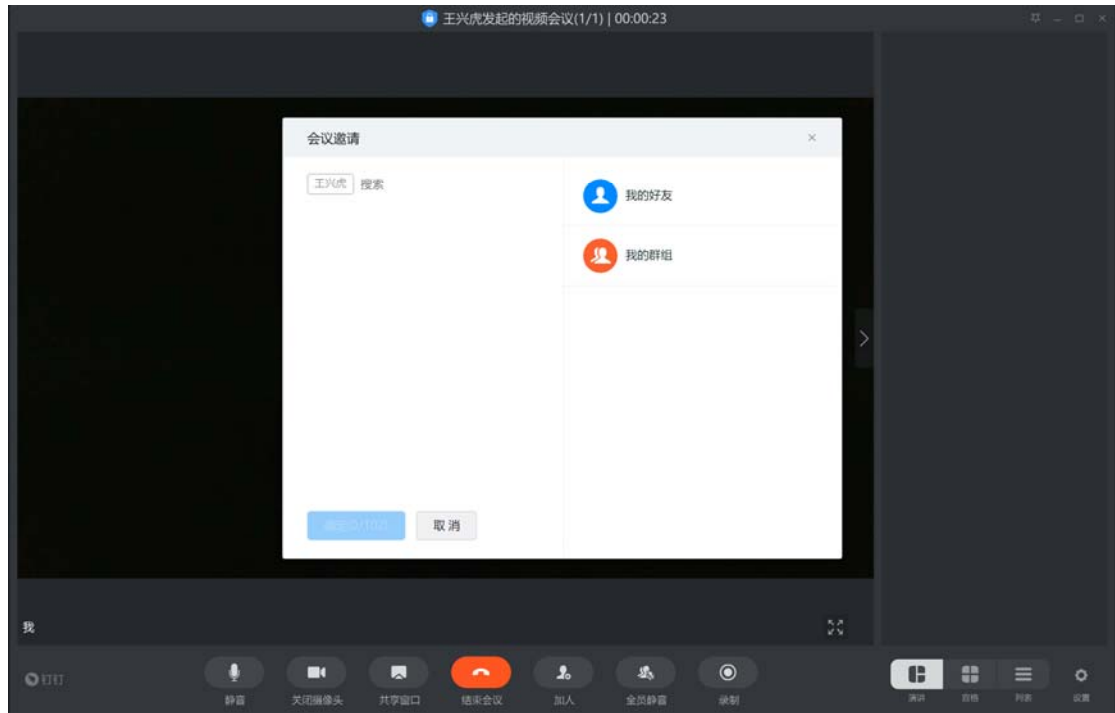 王兴虎发起的视频会议(1/1) | 00:00:23
会议邀请
王兴虎 搜索
我的好友
我的群组
取 消
我
钉钉
静音 关闭摄像头 共享窗口 结束会议 加人 全员静音 录制
演讲 宫格 列表 设置